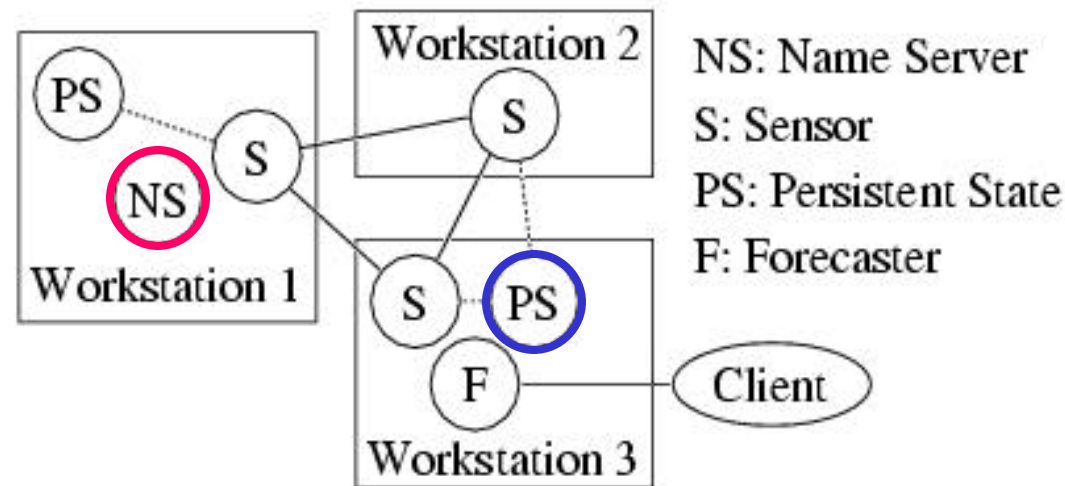 PS
NS
S
Workstation 1
Workstation 2
S
S
PS
F
Workstation 3
Client
NS: Name Server
S: Sensor
PS: Persistent State
F: Forecaster